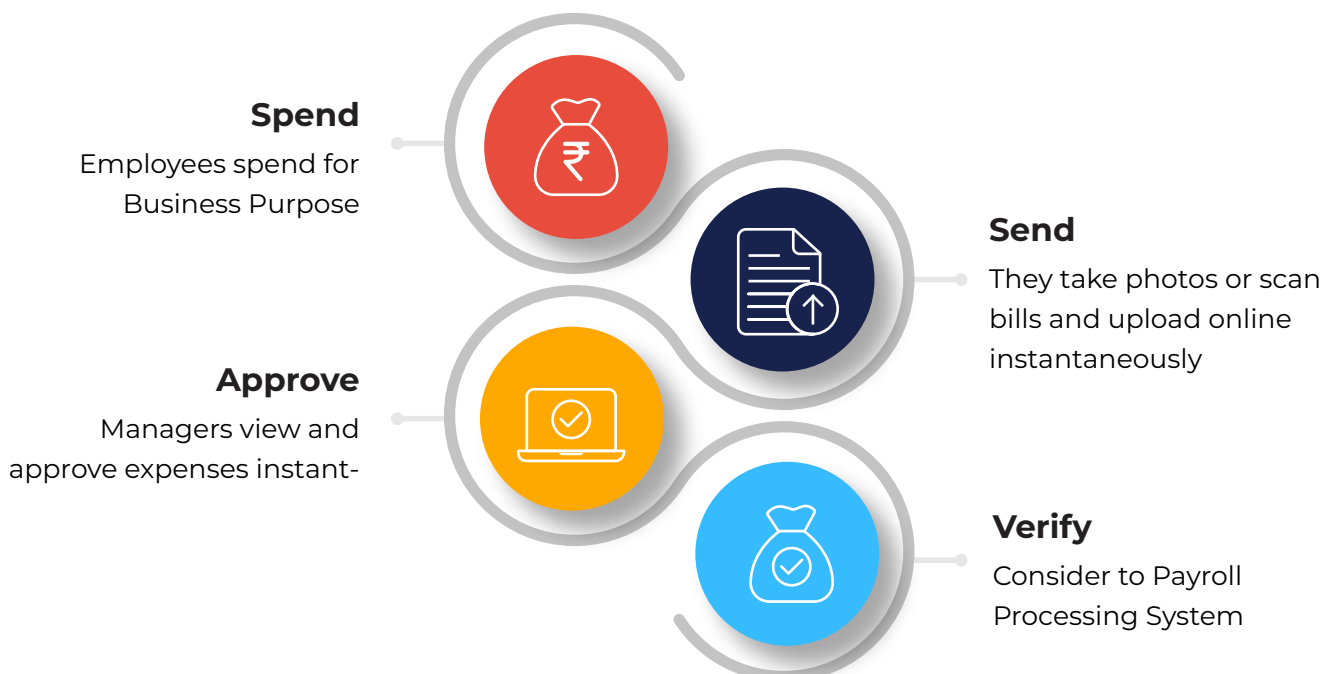 Spend
Employees spend for
Business Purpose
₹
Send
They take photos or scan
bills and upload online
instantaneously
Approve
Managers view and
approve expenses instant-
Verify
Consider to Payroll
Processing System